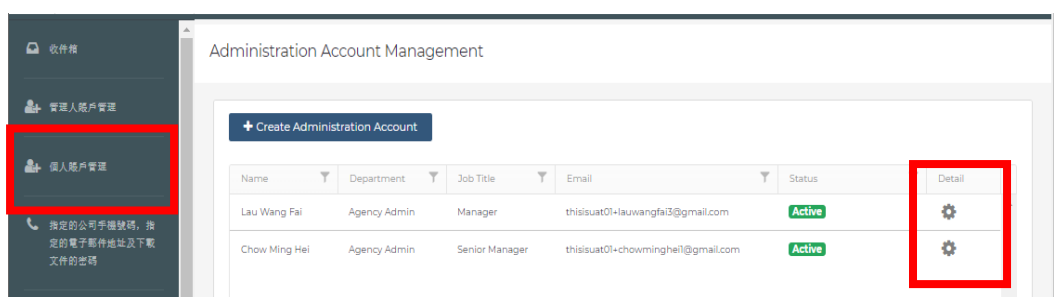 收件箱
管理人賬戶管理
個人賬戶管理
指定的公司手機號碼，指
定的電子郵件地址及下載
文件的密碼
Administration Account Management
+ Create Administration Account
Name Department Job Title Email Status Detail
Lau Wang Fai Agency Admin Manager thisisuat01+lauwangfai3@gmail.com Active
Chow Ming Hei Agency Admin Senior Manager thisisuat01+chowminghei1@gmail.com Active